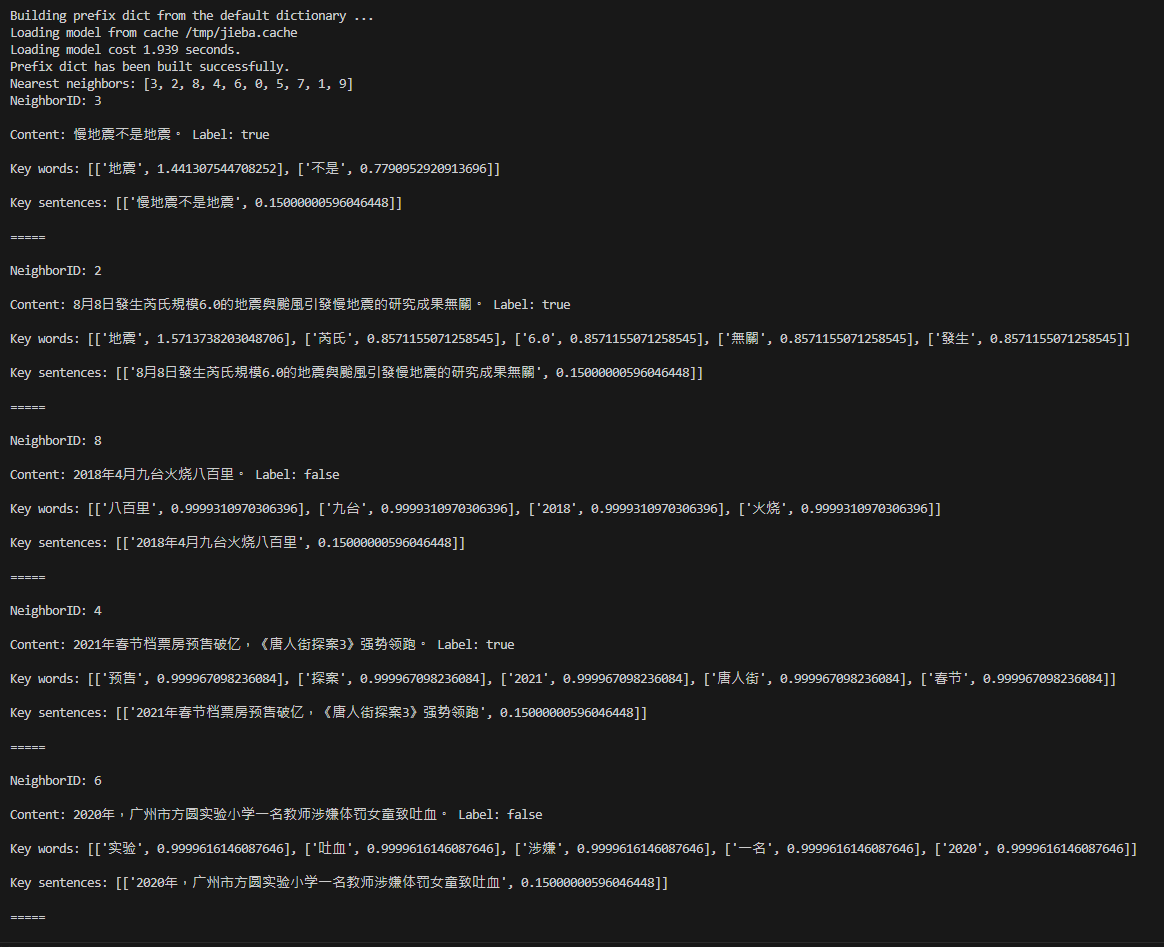 Building prefix dict from the default dictionary ...
Loading model from cache /tmp/jieba.cache
Loading model cost 1.939 seconds.
Prefix dict has been built successfully.
Nearest neighbors: [3, 2, 8, 4, 6, 0, 5, 7, 1, 9]
NeighborID: 3
Content: 慢地震不是地震。 Label: true
Key words: [['地震', 1.441307544708252], ['不是', 0.7790952920913696]]
Key sentences: [['慢地震不是地震', 0.15000000596046448]]
=====
NeighborID: 2
Content: 8月8日發生芮氏規模6.0的地震與颱風引發慢地震的研究成果無關。 Label: true
Key words: [['地震', 1.5713738203048706], ['芮氏', 0.8571155071258545], ['6.0', 0.8571155071258545], ['無關', 0.8571155071258545], ['發生', 0.8571155071258545]]
Key sentences: [['8月8日發生芮氏規模6.0的地震與颱風引發慢地震的研究成果無關', 0.15000000596046448]]
=====
NeighborID: 8
Content: 2018年4月九台火烧八百里。 Label: false
Key words: [['八百里', 0.9999310970306396], ['九台', 0.9999310970306396], ['2018', 0.9999310970306396], ['火烧', 0.9999310970306396]]
Key sentences: [['2018年4月九台火烧八百里', 0.15000000596046448]]
=====
NeighborID: 4
Content: 2021年春节档票房预售破亿，《唐人街探案3》强势领跑。 Label: true
Key words: [['预售', 0.999967098236084], ['探案', 0.999967098236084], ['2021', 0.999967098236084], ['唐人街', 0.999967098236084], ['春节', 0.999967098236084]]
Key sentences: [['2021年春节档票房预售破亿，《唐人街探案3》强势领跑', 0.15000000596046448]]
=====
NeighborID: 6
Content: 2020年，广州市方圆实验小学一名教师涉嫌体罚女童致吐血。 Label: false
Key words: [['实验', 0.9999616146087646], ['吐血', 0.9999616146087646], ['涉嫌', 0.9999616146087646], ['一名', 0.9999616146087646], ['2020', 0.9999616146087646]]
Key sentences: [['2020年，广州市方圆实验小学一名教师涉嫌体罚女童致吐血', 0.15000000596046448]]
=====